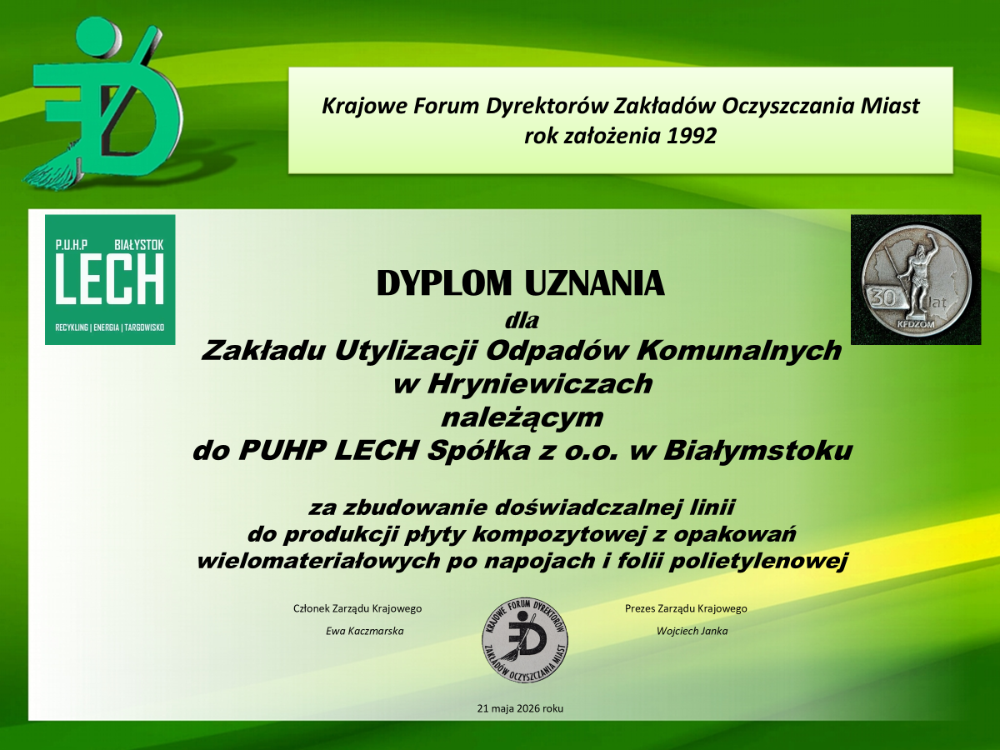 Krajowe Forum Dyrektorów Zakładów Oczyszczania Miast
rok założenia 1992
P.U.H.P BIAŁYSTOK
LECH
RECYKLING | ENERGIA | TARGOWISKO
30 lat
KFDZOM
DYPLOM UZNANIA
dla
Zakładu Utylizacji Odpadów Komunalnych
w Hryniewiczach
należącym
do PUHP LECH Spółka z o.o. w Białymstoku
za zbudowanie doświadczalnej linii
do produkcji płyty kompozytowej z opakowań
wielomateriałowych po napojach i folii polietylenowej
Członek Zarządu Krajowego
Ewa Kaczmarska
KRAJOWE FORUM DYREKTORÓW
ZAKŁADÓW OCZYSZCZANIA MIAST
Prezes Zarządu Krajowego
Wojciech Janka
21 maja 2026 roku